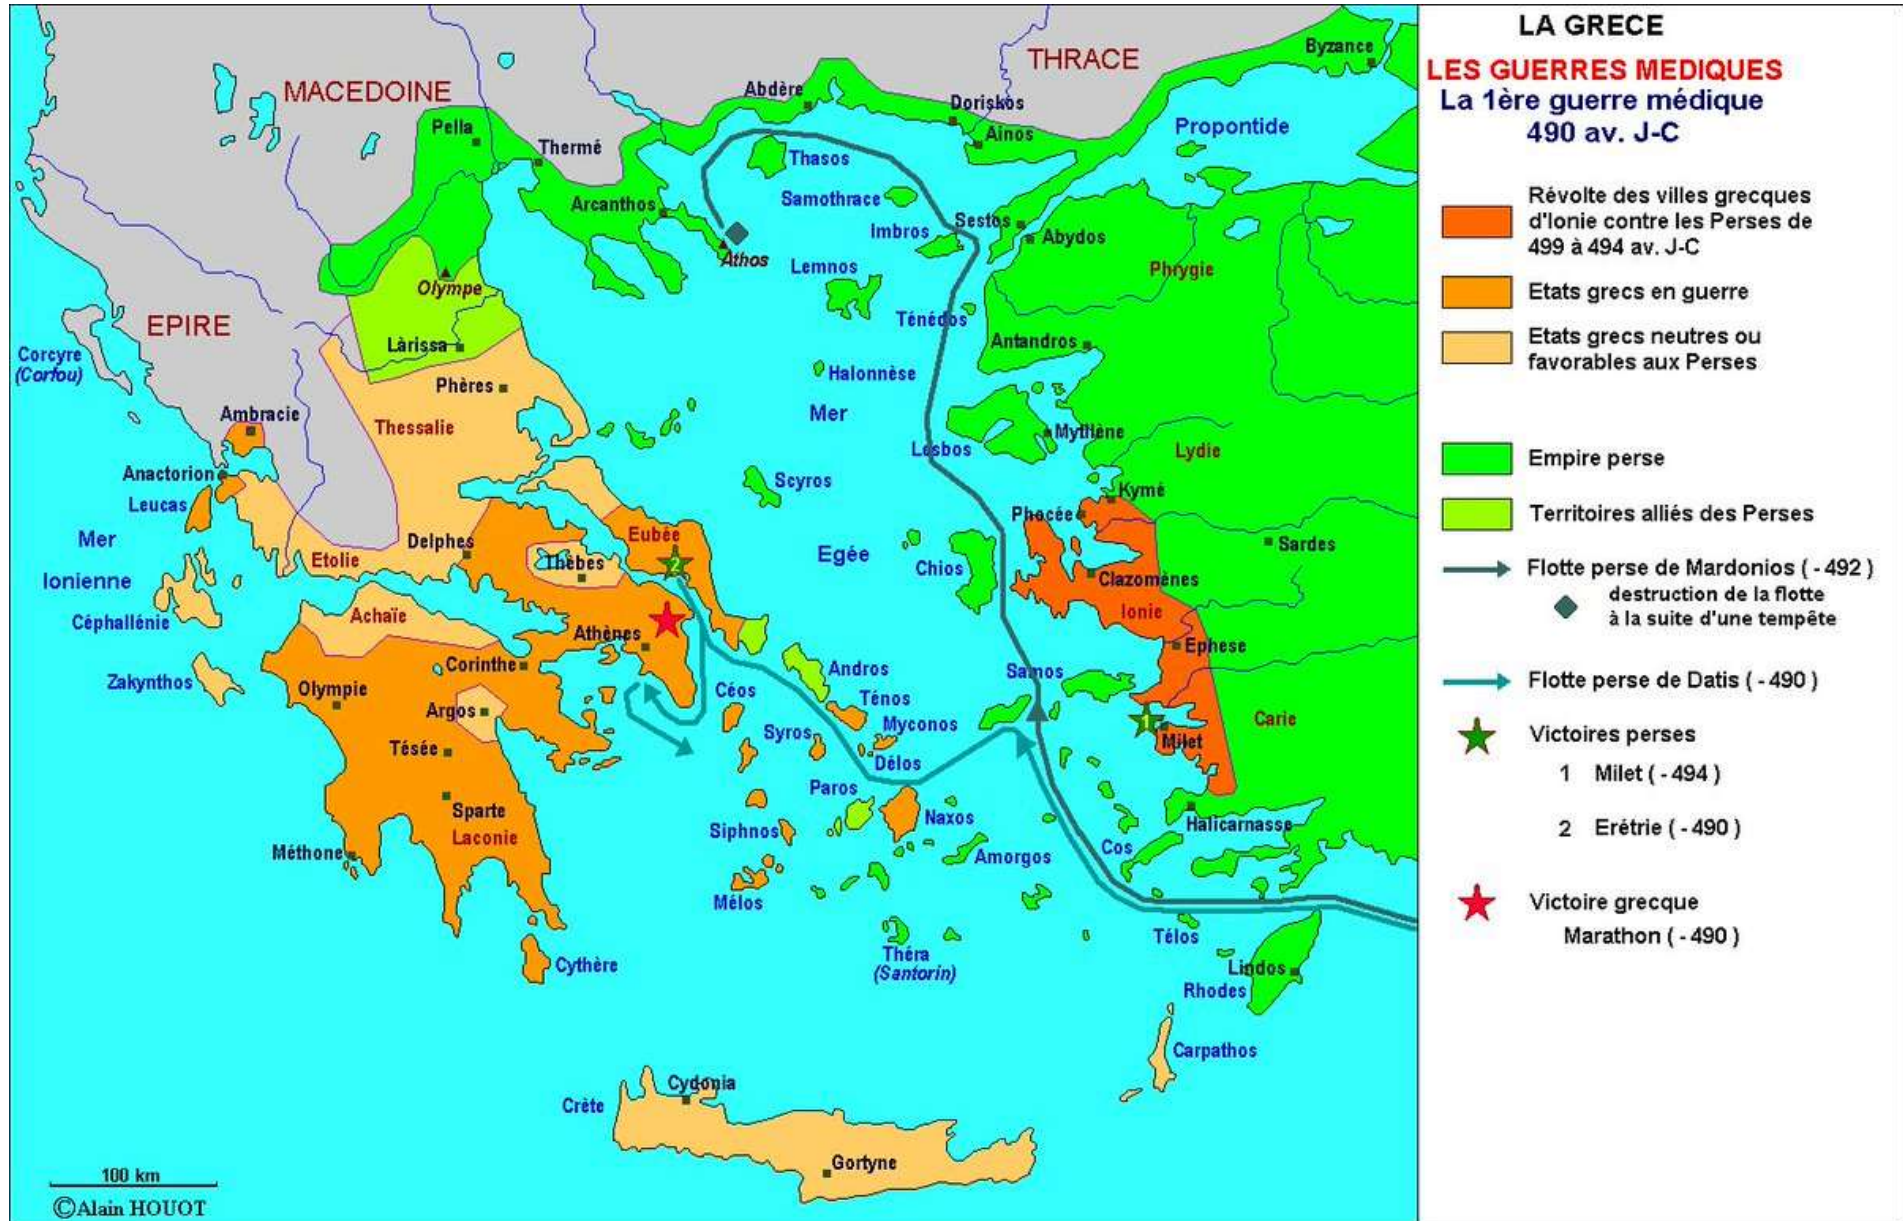 LA GRECE
LES GUERRES MEDIQUES
La 1ère guerre médique
490 av. J-C
Révolte des villes grecques
d'Ionie contre les Perses de
499 à 494 av. J-C
Etats grecs en guerre
Etats grecs neutres ou
favorables aux Perses
Empire perse
Territoires alliés des Perses
Flotte perse de Mardonios ( - 492 )
destruction de la flotte
à la suite d'une tempête
Flotte perse de Datis ( - 490 )
Victoires perses
1 Milet ( - 494 )
2 Erétrie ( - 490 )
Victoire grecque
Marathon ( - 490 )
Byzance
THRACE
MACEDOINE
Abdère
Doriskos
Pella
Ainos
Propontide
Thermé
Thasos
Samothrace
Arcanthos
Sestos
Imbros
Abydos
Athos
Lemnos
Phrygie
Olympe
EPIRE
Ténédos
Làrissa
Antandros
Corcyre
(Corfou)
Halonnèse
Phères
Mer
Ambracie
Thessalie
Mytilène
Lesbos
Lydie
Anactorion
Scyros
Kymé
Leucas
Phocée
Eubée
Mer
Delphes
Egée
Sardes
Etolie
Thèbes
2
Chios
Clazomènes
Ionienne
Ionie
Achaïe
Céphallénie
Athènes
Ephese
Corinthe
Andros
Samos
Zakynthos
Olympie
Céos
Ténos
Argos
Myconos
Carie
1
Syros
Milet
Tésée
Délos
Paros
Sparte
Naxos
Halicarnasse
Siphnos
Laconie
Cos
Méthone
Amorgos
Mélos
Télos
Théra
(Santorin)
Cythère
Lindos
Rhodes
Carpathos
Cydonia
Crète
Gortyne
100 km
©Alain HOUOT